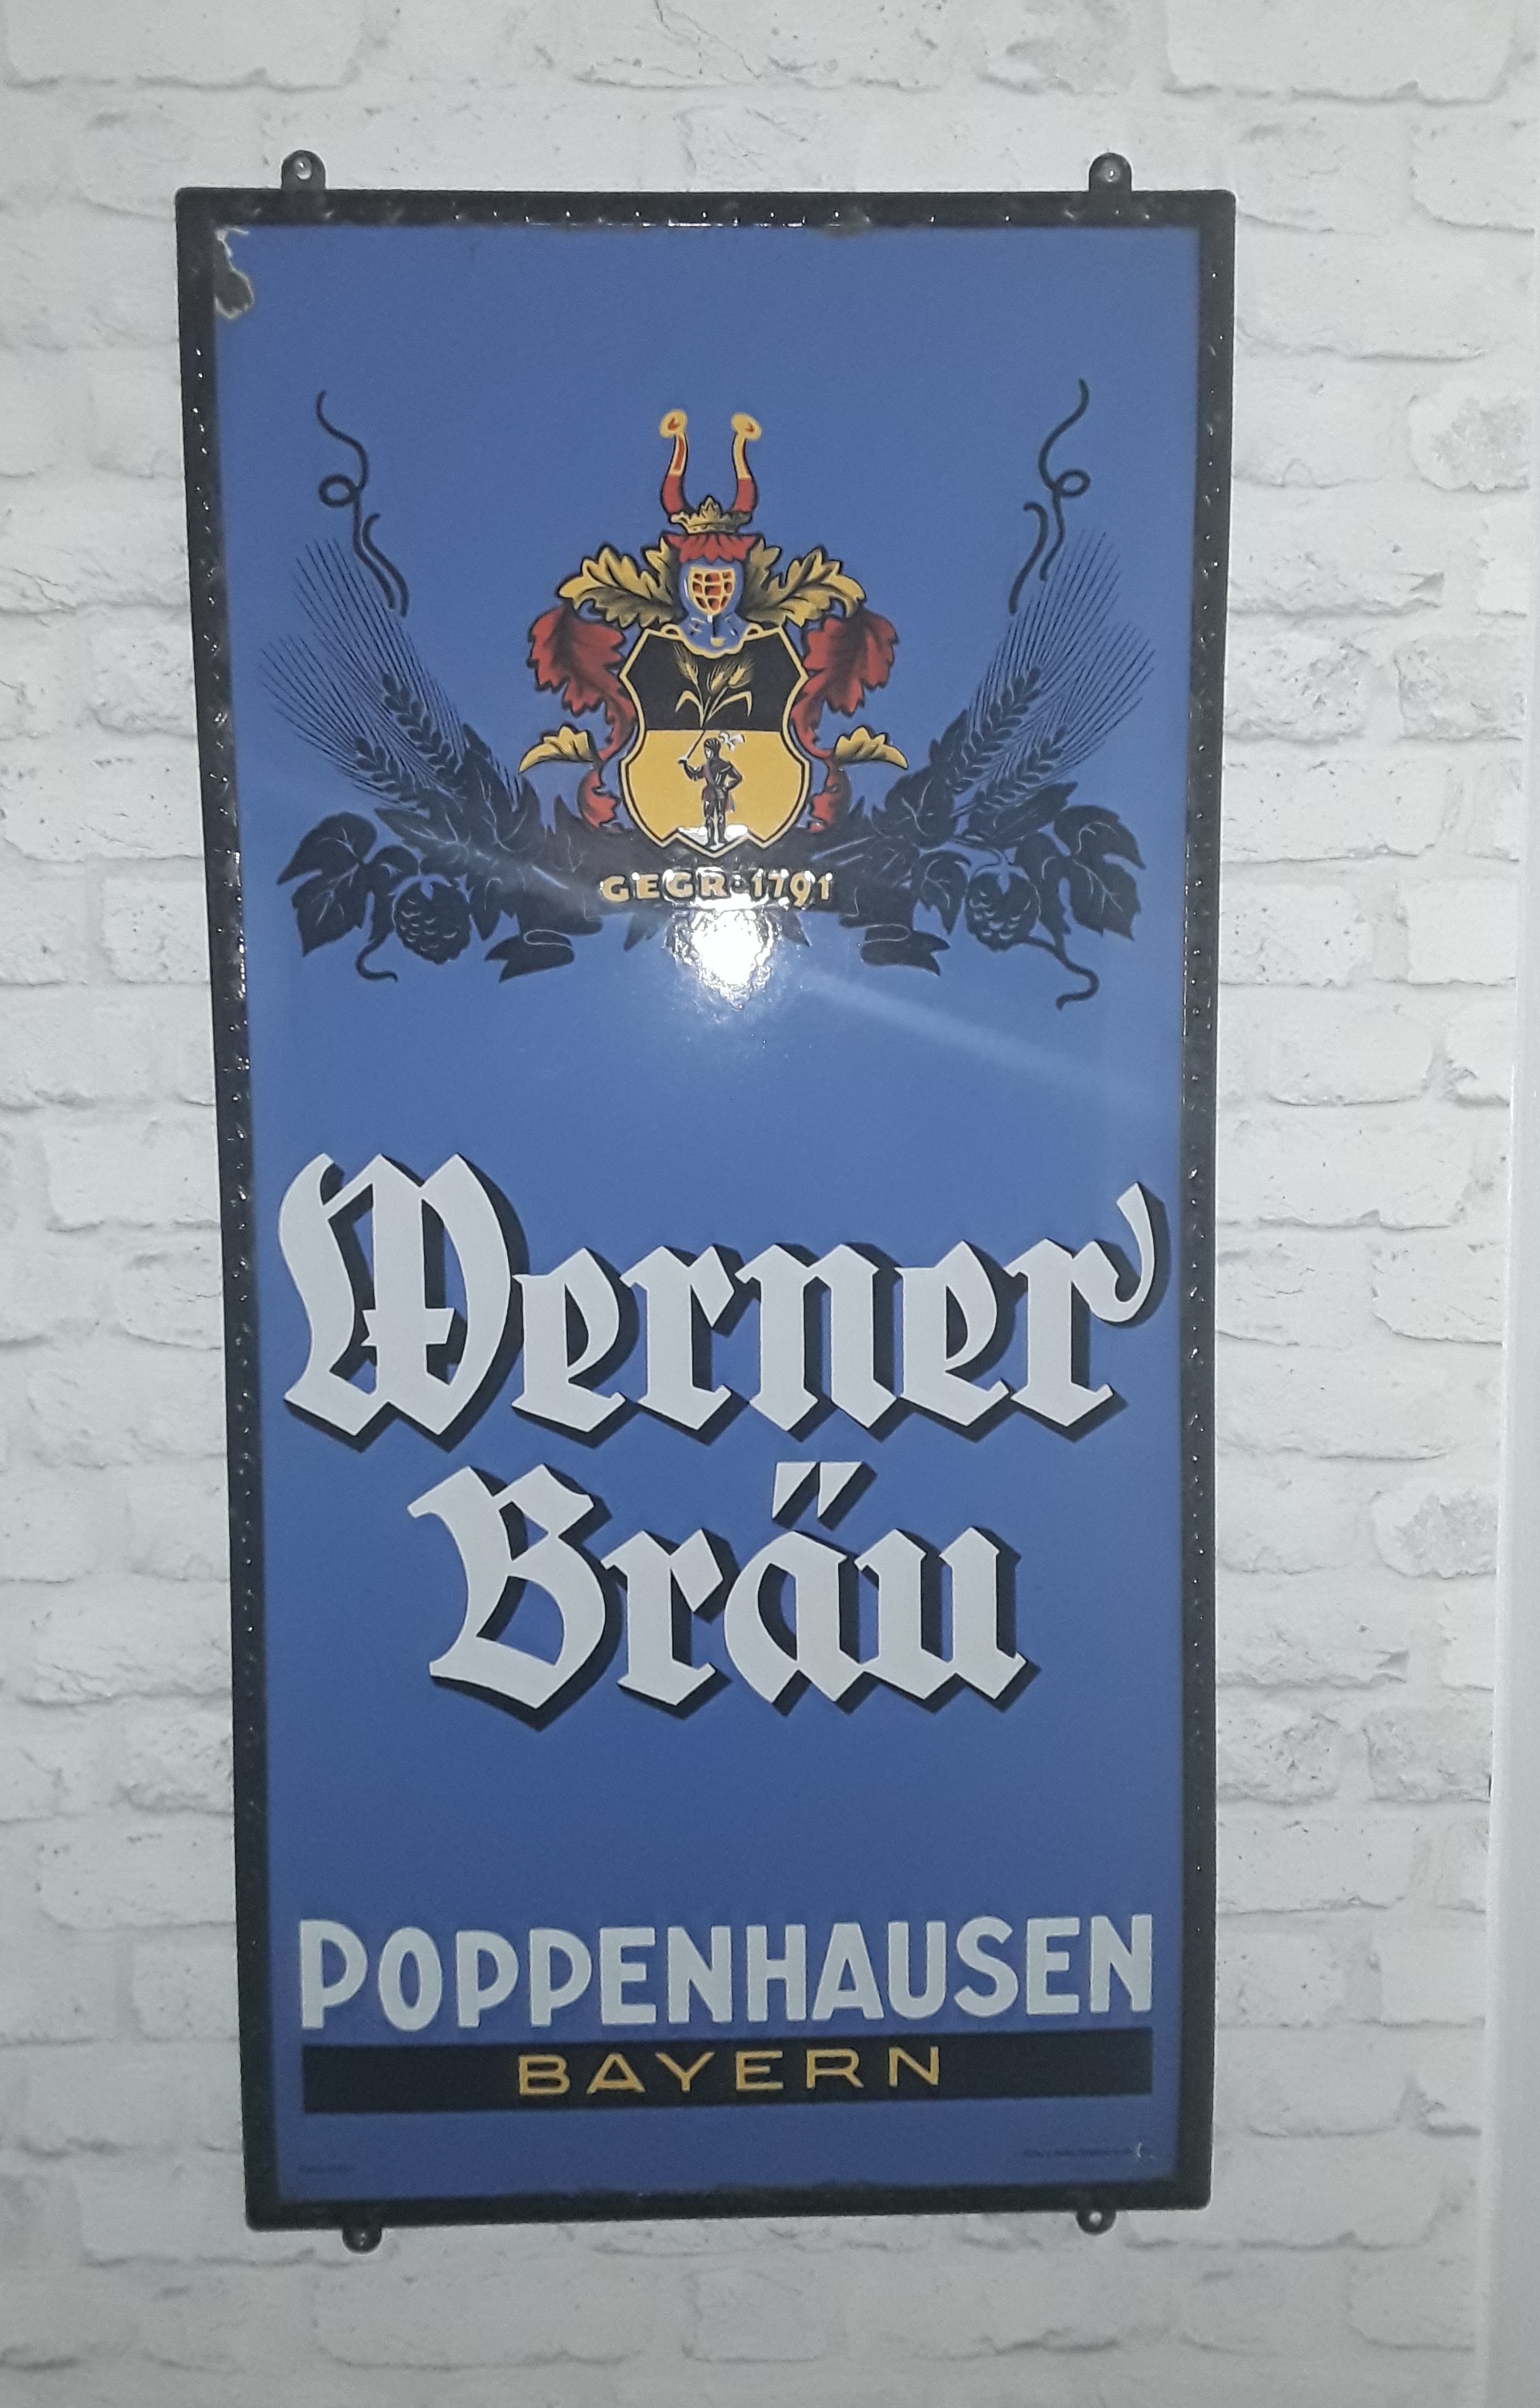 GEGR·1791
Werner
Bräu
POPPENHAUSEN
BAYERN